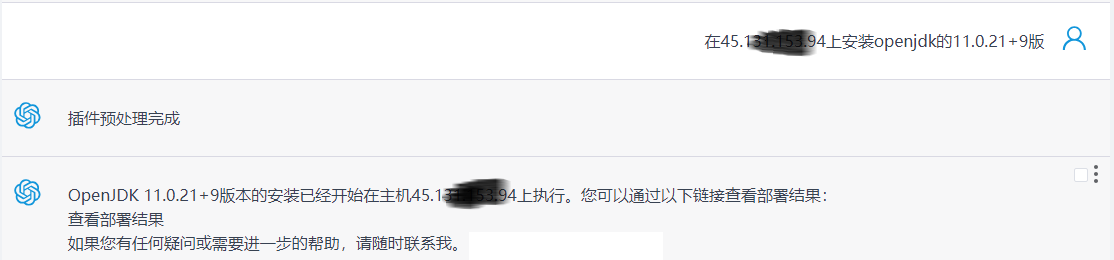 在45. .94上安装openjdk的11.0.21+9版
插件预处理完成
OpenJDK 11.0.21+9版本的安装已经开始在主机45. .94上执行。您可以通过以下链接查看部署结果：
查看部署结果
如果您有任何疑问或需要进一步的帮助，请随时联系我。